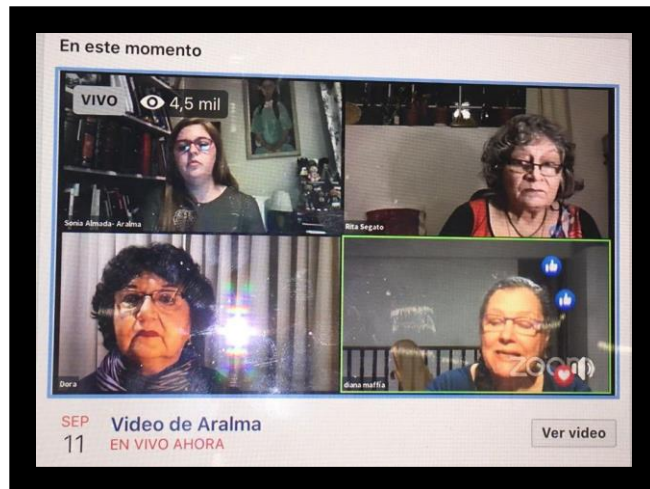 En este momento
VIVO 4,5 mil
Sonia Almada- Aralma
Rita Segato
Dora
diana maffia
zoom
SEP
11
Video de Aralma
EN VIVO AHORA
Ver video